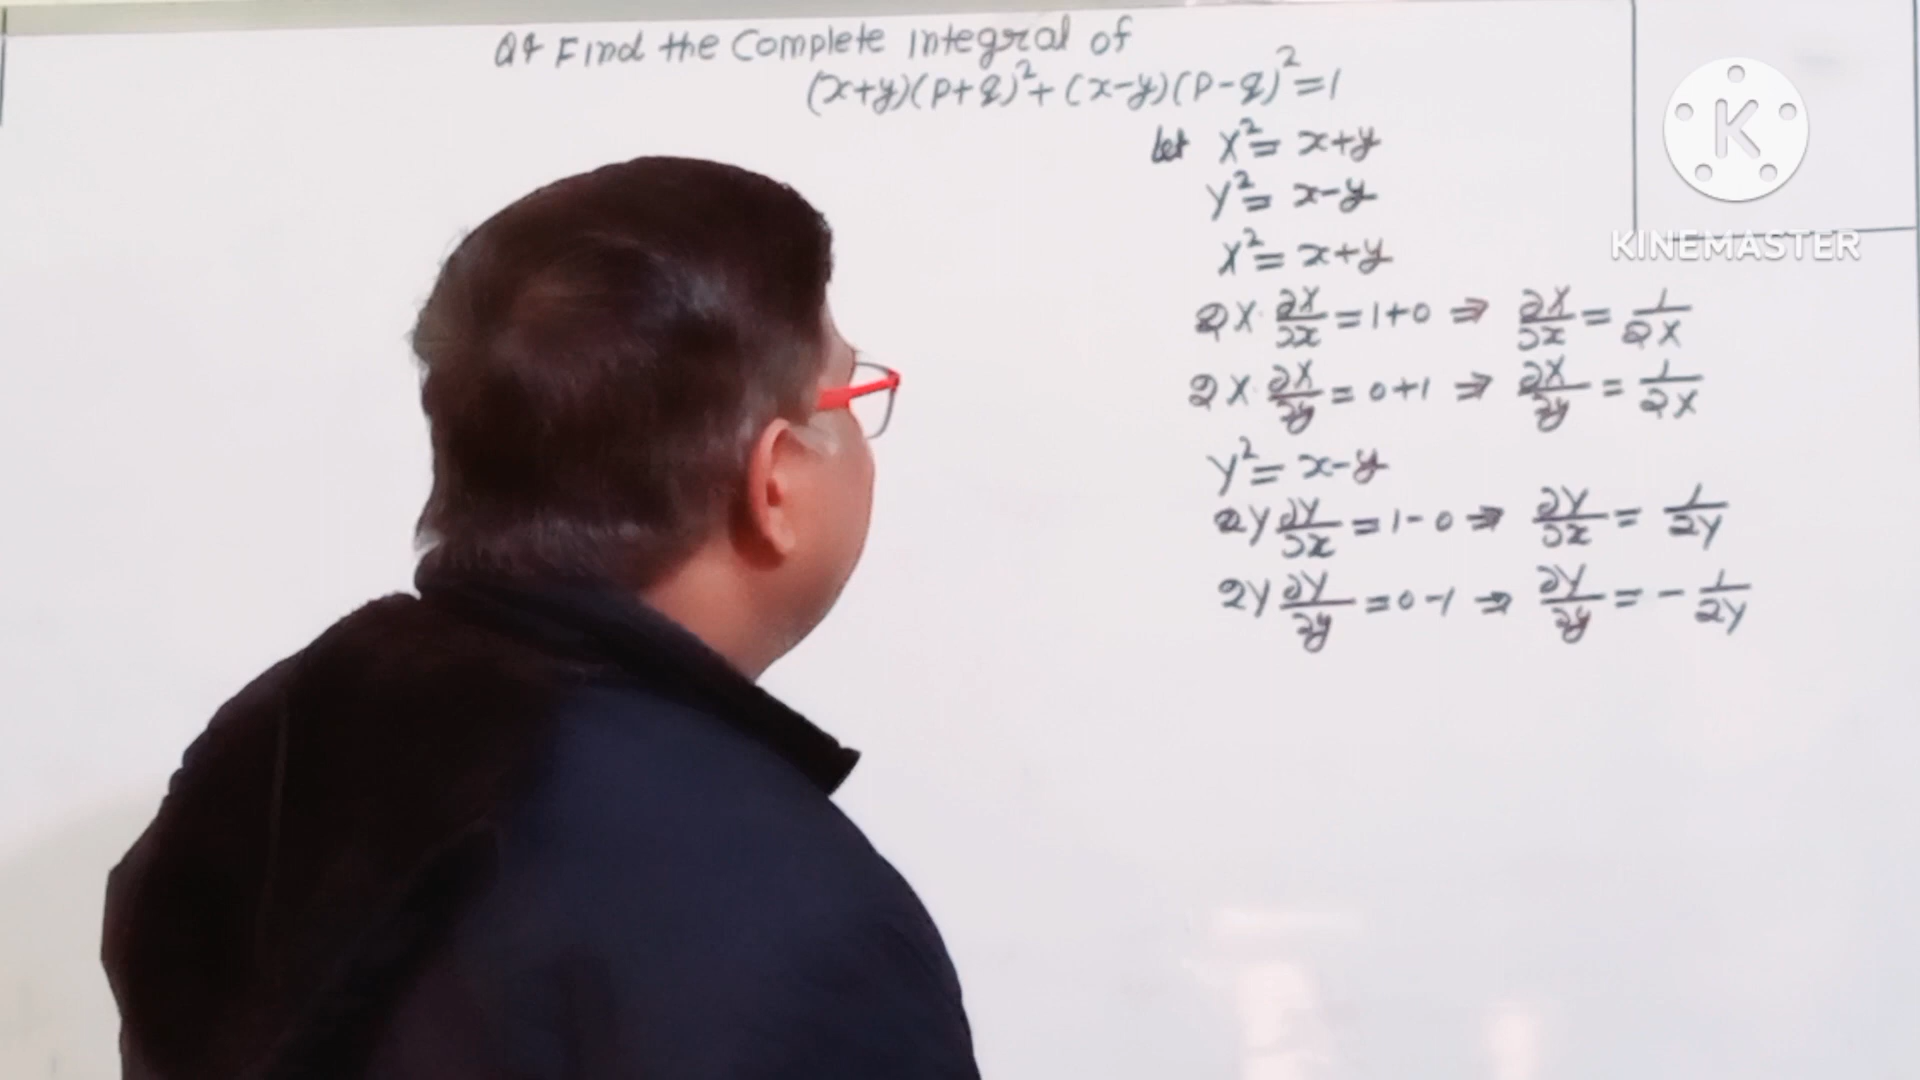 Q4 Find the Complete Integral of
(x+y)(p+q)²+(x-y)(p-q)²=1
let X²= x+y
Y²= x-y
X²= x+y
2X·∂X/∂x = 1+0 ⇒ ∂X/∂x = 1/2X
2X·∂X/∂y = 0+1 ⇒ ∂X/∂y = 1/2X
Y²= x-y
2Y ∂Y/∂x = 1-0 ⇒ ∂Y/∂x = 1/2Y
2Y ∂Y/∂y = 0-1 ⇒ ∂Y/∂y = -1/2Y
K
KINEMASTER